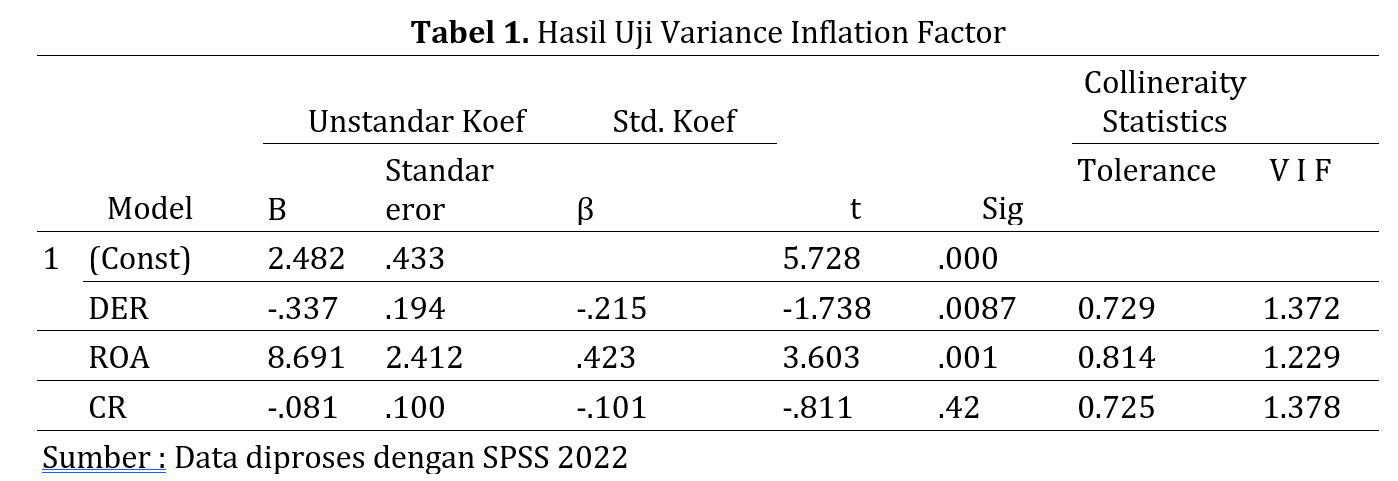 Tabel 1. Hasil Uji Variance Inflation Factor
Unstandar Koef Std. Koef Collineraity Statistics
Model B Standar eror β t Sig Tolerance V I F
1 (Const) 2.482 .433 5.728 .000
DER -.337 .194 -.215 -1.738 .0087 0.729 1.372
ROA 8.691 2.412 .423 3.603 .001 0.814 1.229
CR -.081 .100 -.101 -.811 .42 0.725 1.378
Sumber : Data diproses dengan SPSS 2022